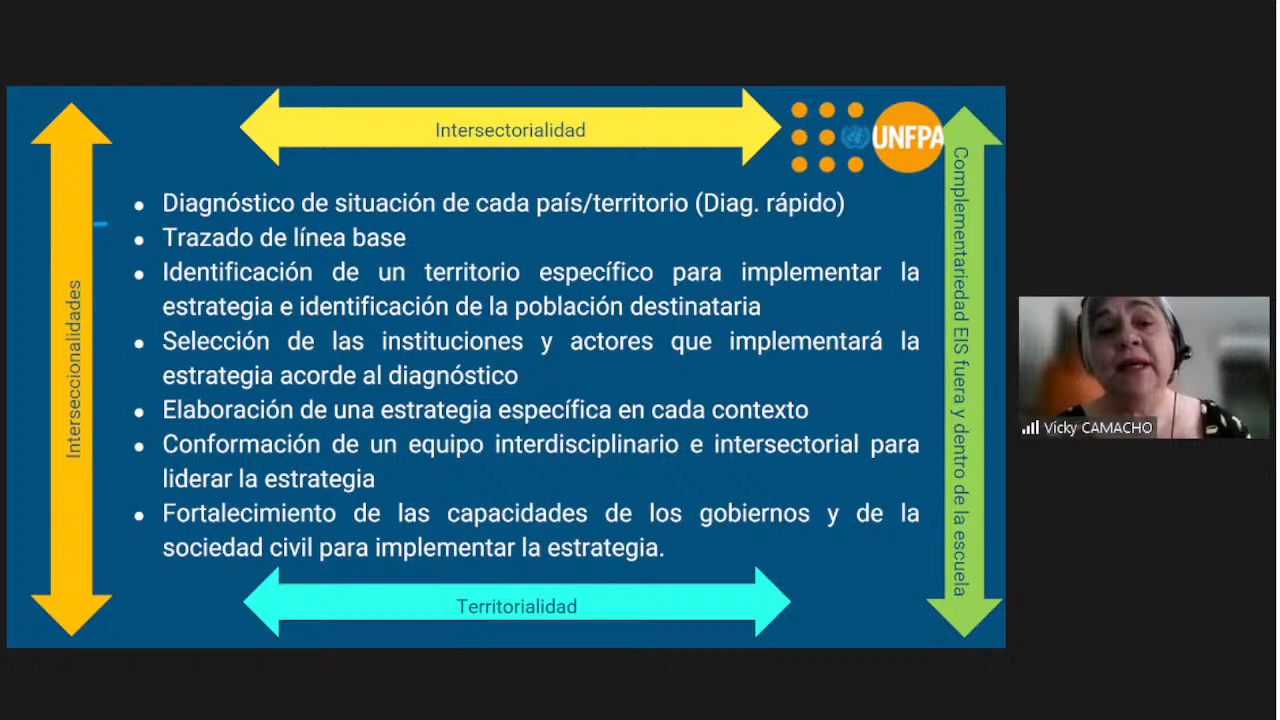 Intersectorialidad
UNFPA
Interseccionalidades
Complementariedad EIS fuera y dentro de la escuela
Diagnóstico de situación de cada país/territorio (Diag. rápido)
Trazado de línea base
Identificación de un territorio específico para implementar la
estrategia e identificación de la población destinataria
Selección de las instituciones y actores que implementará la
estrategia acorde al diagnóstico
Elaboración de una estrategia específica en cada contexto
Conformación de un equipo interdisciplinario e intersectorial para
liderar la estrategia
Fortalecimiento de las capacidades de los gobiernos y de la
sociedad civil para implementar la estrategia.
Territorialidad
Vicky CAMACHO